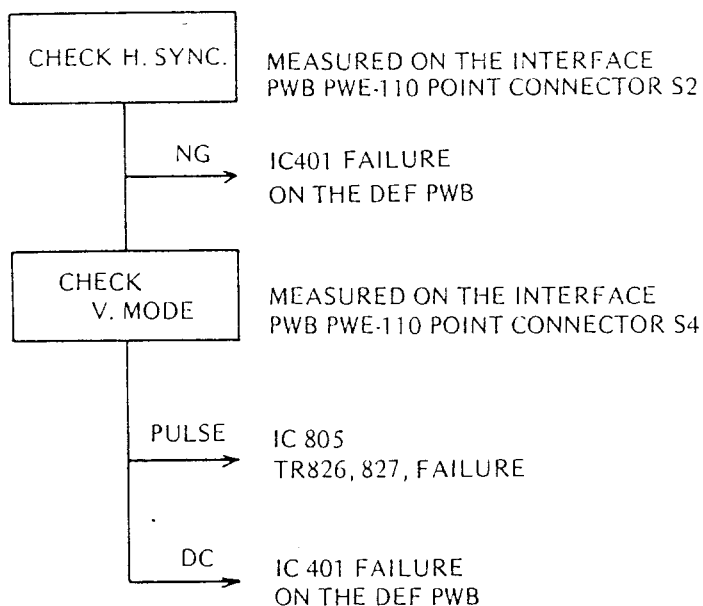 CHECK H. SYNC.
MEASURED ON THE INTERFACE
PWB PWE-110 POINT CONNECTOR S2
NG
IC401 FAILURE
ON THE DEF PWB
CHECK
V. MODE
MEASURED ON THE INTERFACE
PWB PWE-110 POINT CONNECTOR S4
PULSE
IC 805
TR826, 827, FAILURE
DC
IC 401 FAILURE
ON THE DEF PWB